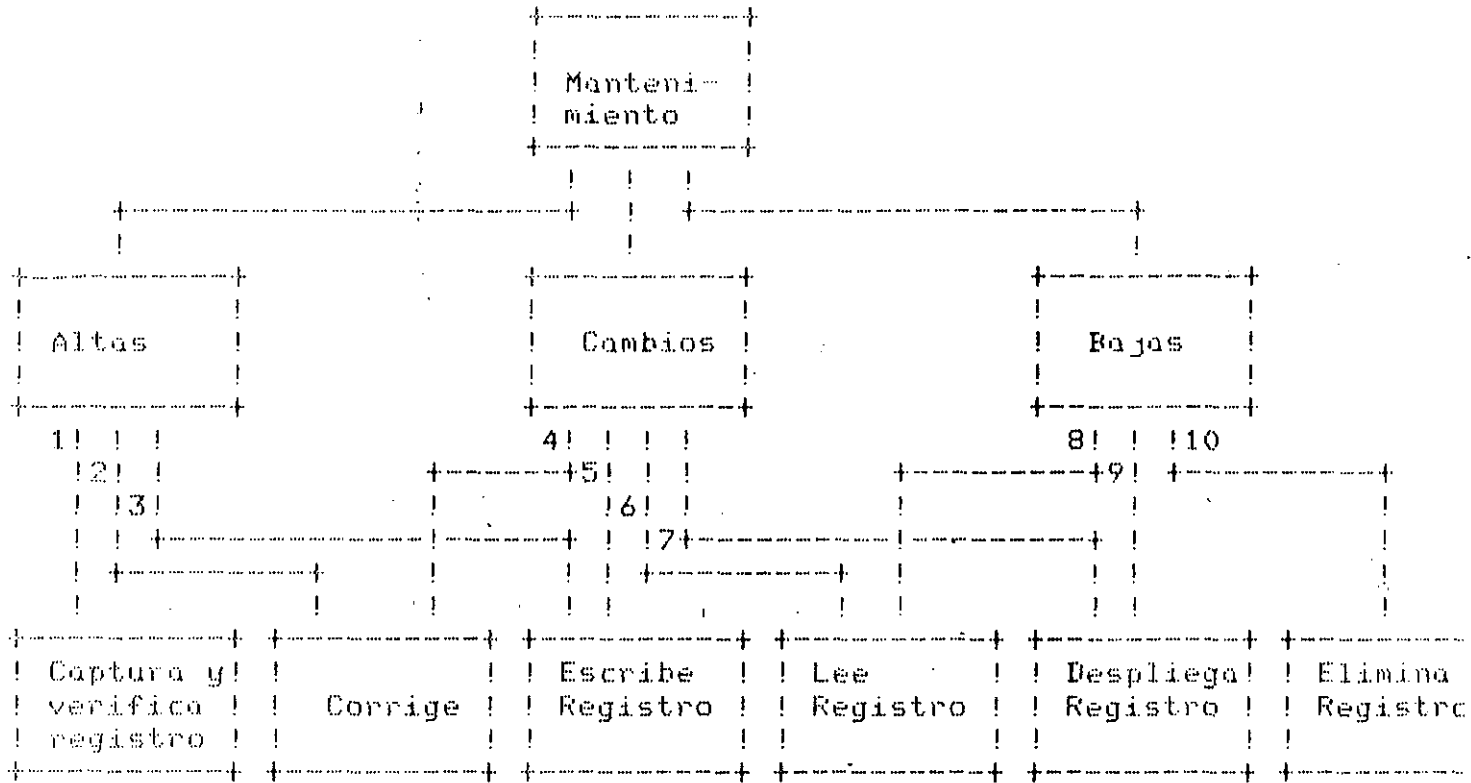 Manteni-
miento
Altas
Cambios
Bajas
1
4
8
10
2
5
9
3
6
7
Captura y
verifica
registro
Corrige
Escribe
Registro
Lee
Registro
Despliega
Registro
Elimina
Registro